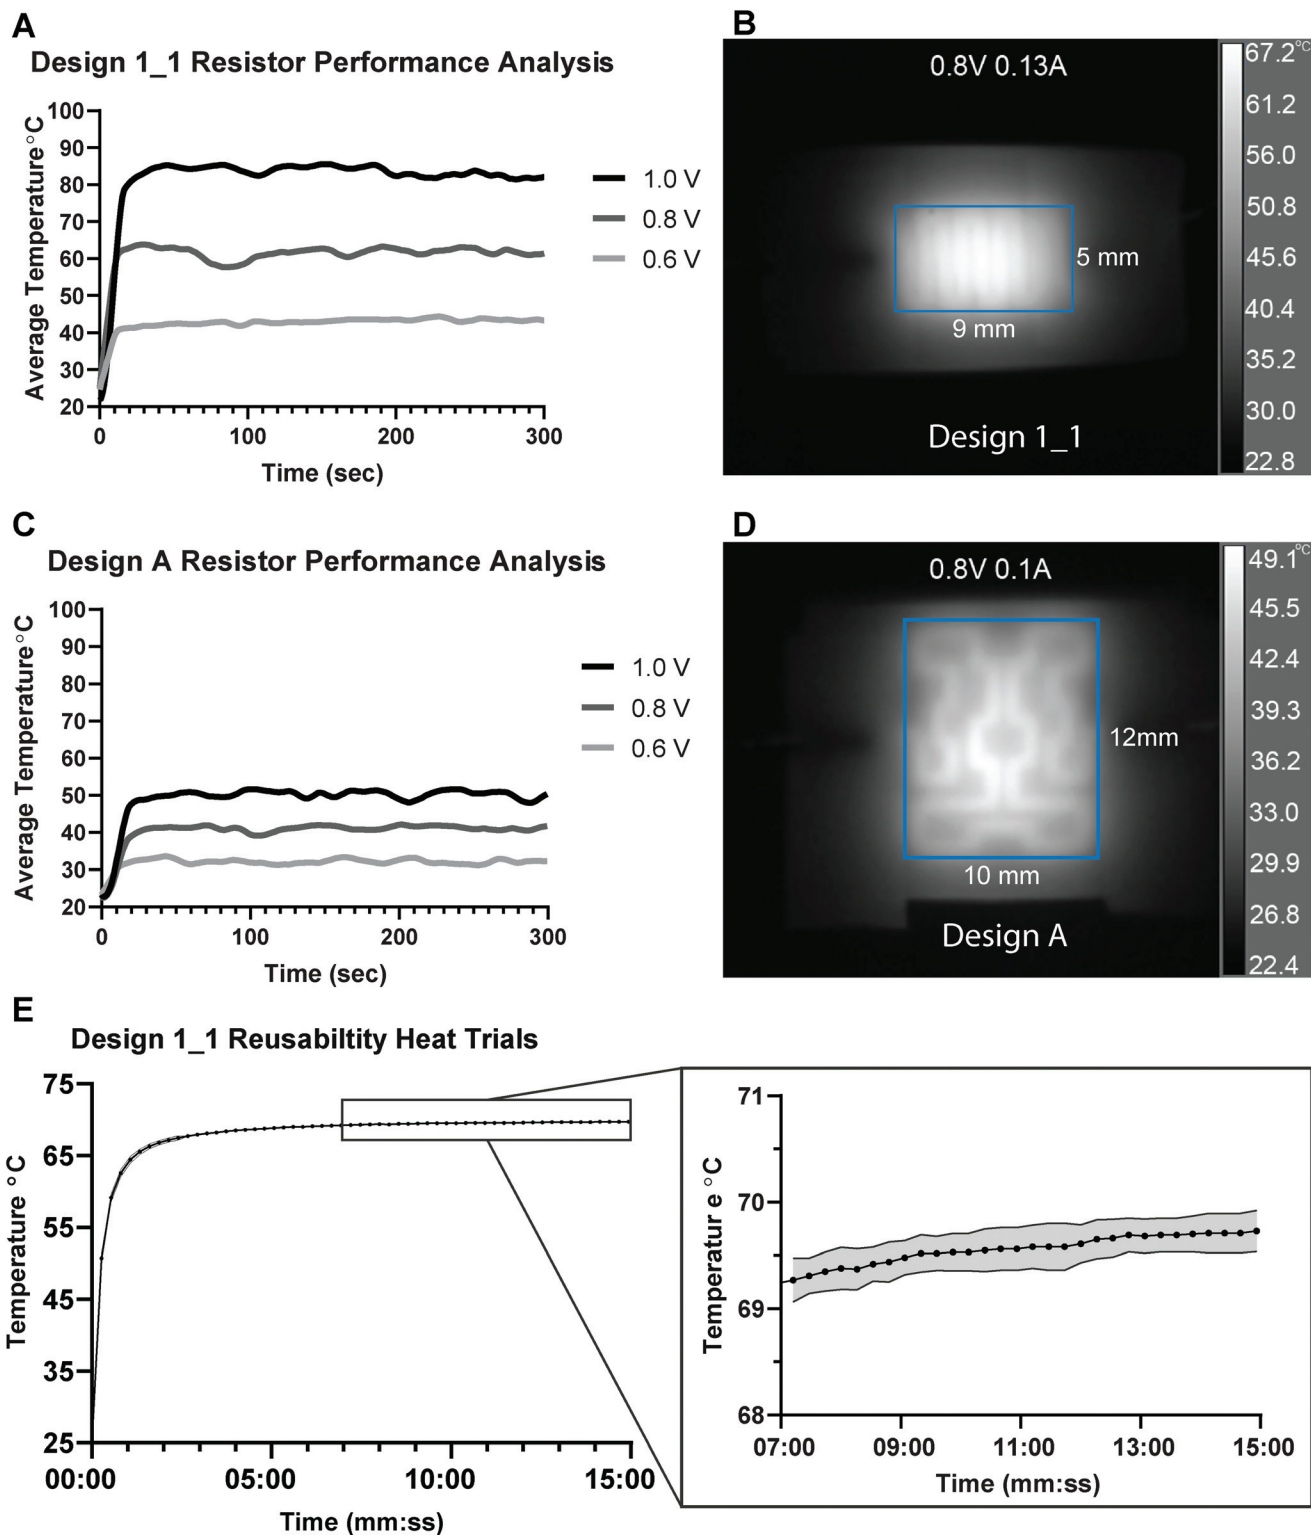 A
Design 1_1 Resistor Performance Analysis
Average Temperature°C
100
90
80
70
60
50
40
30
20
0
100
200
300
Time (sec)
1.0 V
0.8 V
0.6 V
B
0.8V 0.13A
5 mm
9 mm
Design 1_1
67.2°C
61.2
56.0
50.8
45.6
40.4
35.2
30.0
22.8
C
Design A Resistor Performance Analysis
Average Temperature°C
100
90
80
70
60
50
40
30
20
0
100
200
300
Time (sec)
1.0 V
0.8 V
0.6 V
D
0.8V 0.1A
12mm
10 mm
Design A
49.1°C
45.5
42.4
39.3
36.2
33.0
29.9
26.8
22.4
E
Design 1_1 Reusabiltity Heat Trials
Temperature °C
75
65
55
45
35
25
00:00
05:00
10:00
15:00
Time (mm:ss)
Temperatur e °C
71
70
69
68
07:00
09:00
11:00
13:00
15:00
Time (mm:ss)